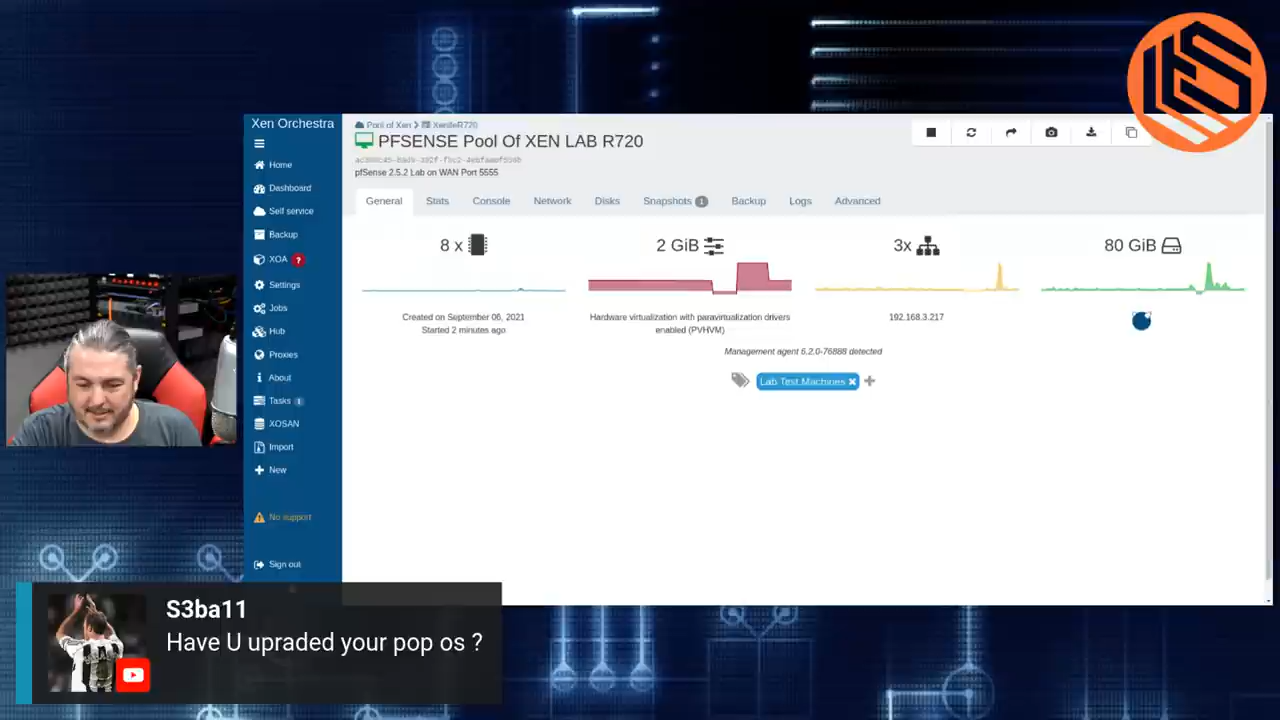 Xen Orchestra
Pool of Xen > XenlleR720
PFSENSE Pool Of XEN LAB R720
pfSense 2.5.2 Lab on WAN Port 5555
Home
Dashboard
Self service
Backup
XOA ?
Settings
Jobs
Hub
Proxies
About
Tasks 1
XOSAN
Import
New
No support
Sign out
General Stats Console Network Disks Snapshots 1 Backup Logs Advanced
8 x 2 GiB 3x 80 GiB
Created on September 06, 2021
Started 2 minutes ago
Hardware virtualization with paravirtualization drivers
enabled (PVHVM)
192.168.3.217
Management agent 6.2.0-76888 detected
Lab Test Machines
S3ba11
Have U upraded your pop os ?